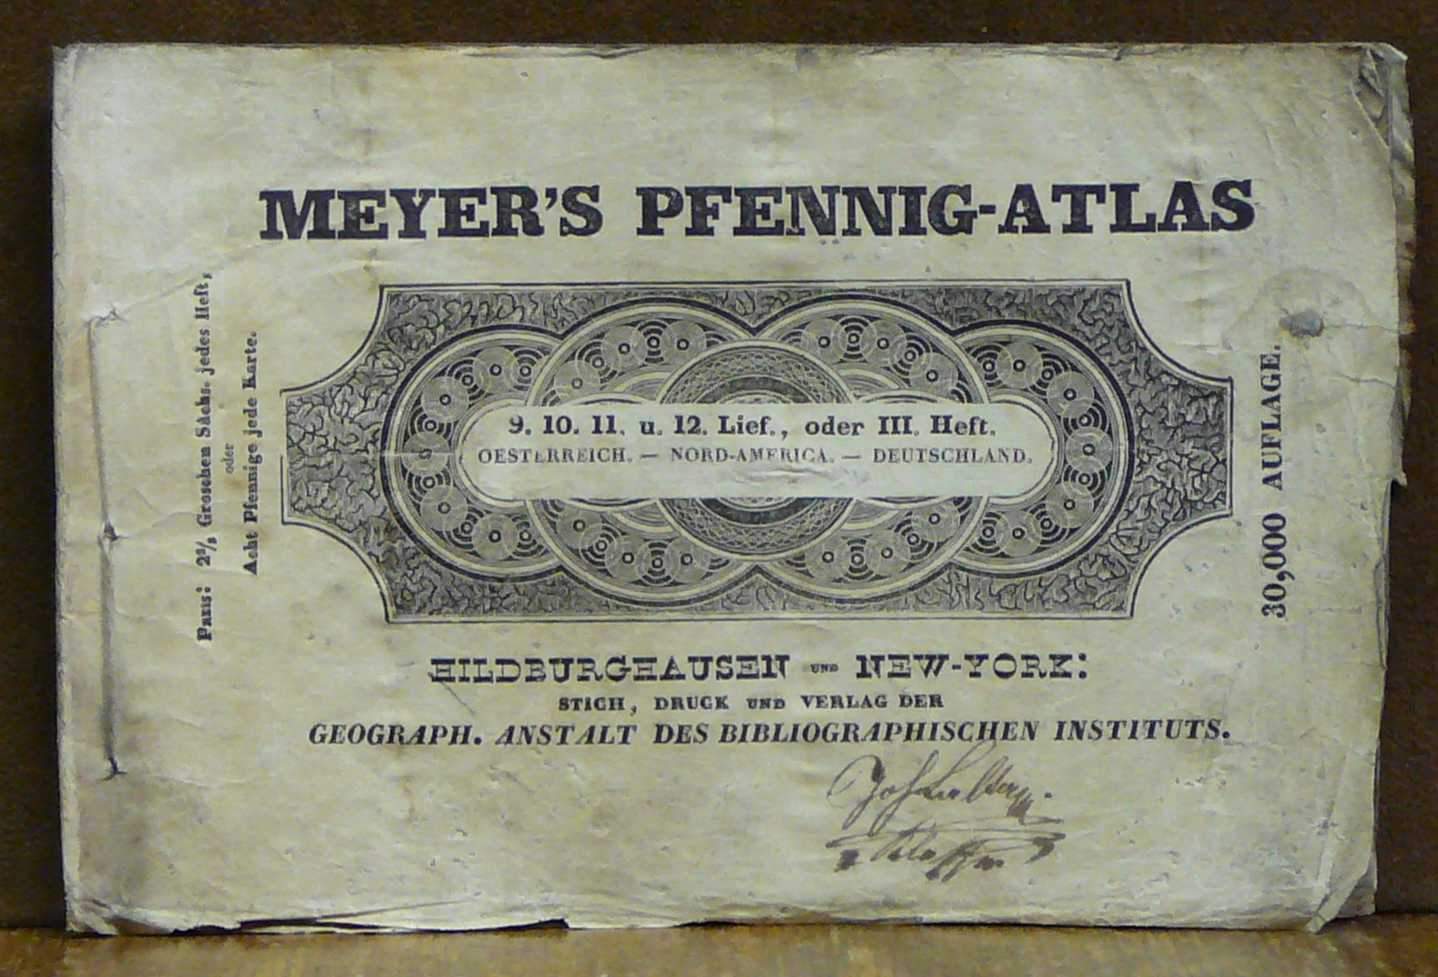 MEYER'S PFENNIG-ATLAS
Preis: 2⅔ Groschen Sächs. jedes Heft,
oder
Acht Pfennige jede Karte.
9. 10. 11. u. 12. Lief., oder III. Heft.
OESTERREICH. — NORD-AMERICA. — DEUTSCHLAND.
30,000 AUFLAGE.
HILDBURGHAUSEN UND NEW-YORK:
STICH, DRUCK UND VERLAG DER
GEOGRAPH. ANSTALT DES BIBLIOGRAPHISCHEN INSTITUTS.